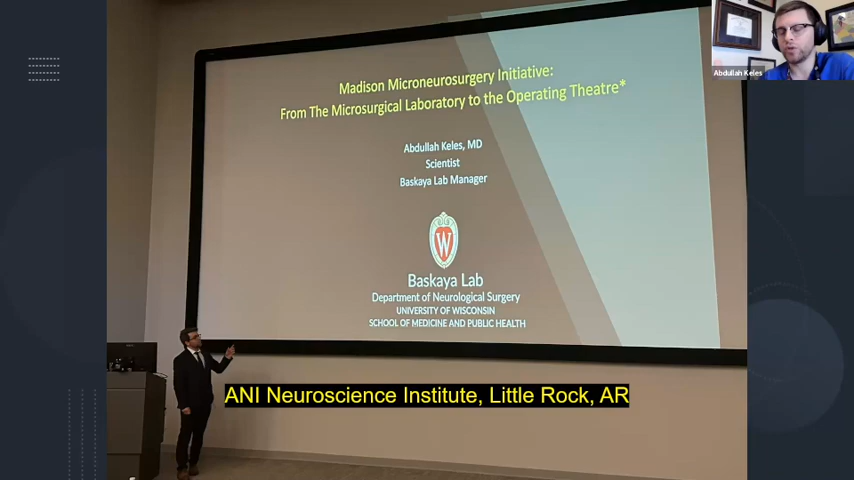 Abdullah Keles
Madison Microneurosurgery Initiative:
From The Microsurgical Laboratory to the Operating Theatre*
Abdullah Keles, MD
Scientist
Baskaya Lab Manager
W
Baskaya Lab
Department of Neurological Surgery
UNIVERSITY OF WISCONSIN
SCHOOL OF MEDICINE AND PUBLIC HEALTH
ANI Neuroscience Institute, Little Rock, AR